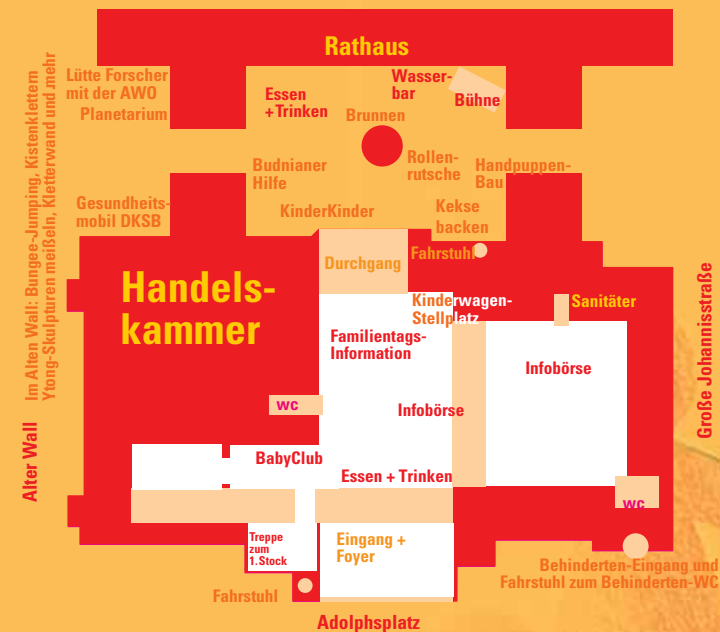 Rathaus
Lütte Forscher
mit der AWO
Planetarium
Essen
+Trinken
Wasser-
bar
Bühne
Brunnen
Im Alten Wall: Bungee-Jumping, Kistenklettern
Ytong-Skulpturen meißeln, Kletterwand und mehr
Budnianer
Hilfe
Rollen-
rutsche
Handpuppen-
Bau
Gesundheits-
mobil DKSB
KinderKinder
Kekse
backen
Durchgang
Fahrstuhl
Handels-
kammer
Kinderwagen-
Stellplatz
Sanitäter
Familientags-
Information
Infobörse
Große Johannisstraße
wc
Infobörse
Alter Wall
BabyClub
Essen + Trinken
wc
Treppe
zum
1.Stock
Eingang +
Foyer
Behinderten-Eingang und
Fahrstuhl zum Behinderten-WC
Fahrstuhl
Adolphsplatz